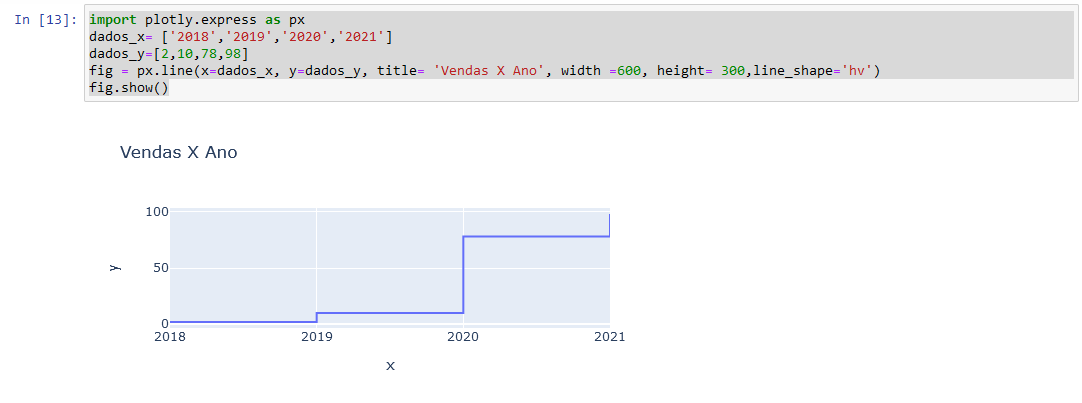 In [13]: import plotly.express as px
dados_x= ['2018','2019','2020','2021']
dados_y=[2,10,78,98]
fig = px.line(x=dados_x, y=dados_y, title= 'Vendas X Ano', width =600, height= 300,line_shape='hv')
fig.show()
Vendas X Ano
100
50
0
y
2018 2019 2020 2021
x